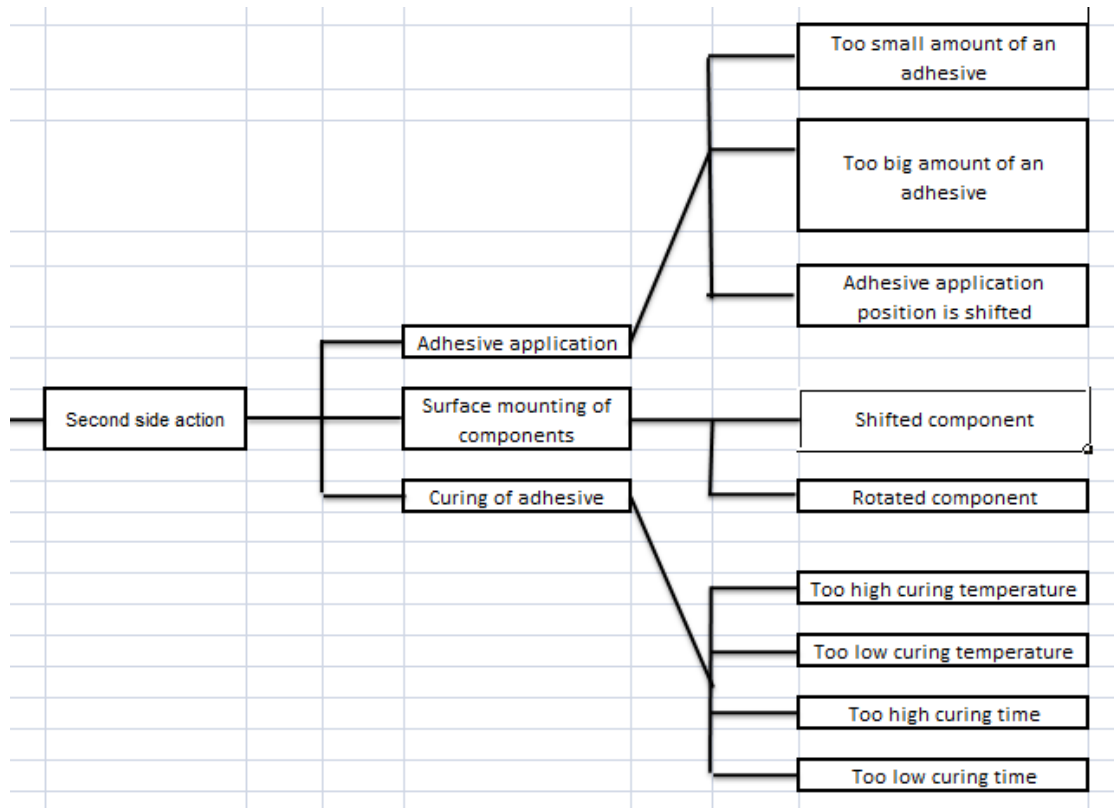 Too small amount of an
adhesive
Too big amount of an
adhesive
Adhesive application
position is shifted
Adhesive application
Second side action
Surface mounting of
components
Shifted component
Curing of adhesive
Rotated component
Too high curing temperature
Too low curing temperature
Too high curing time
Too low curing time